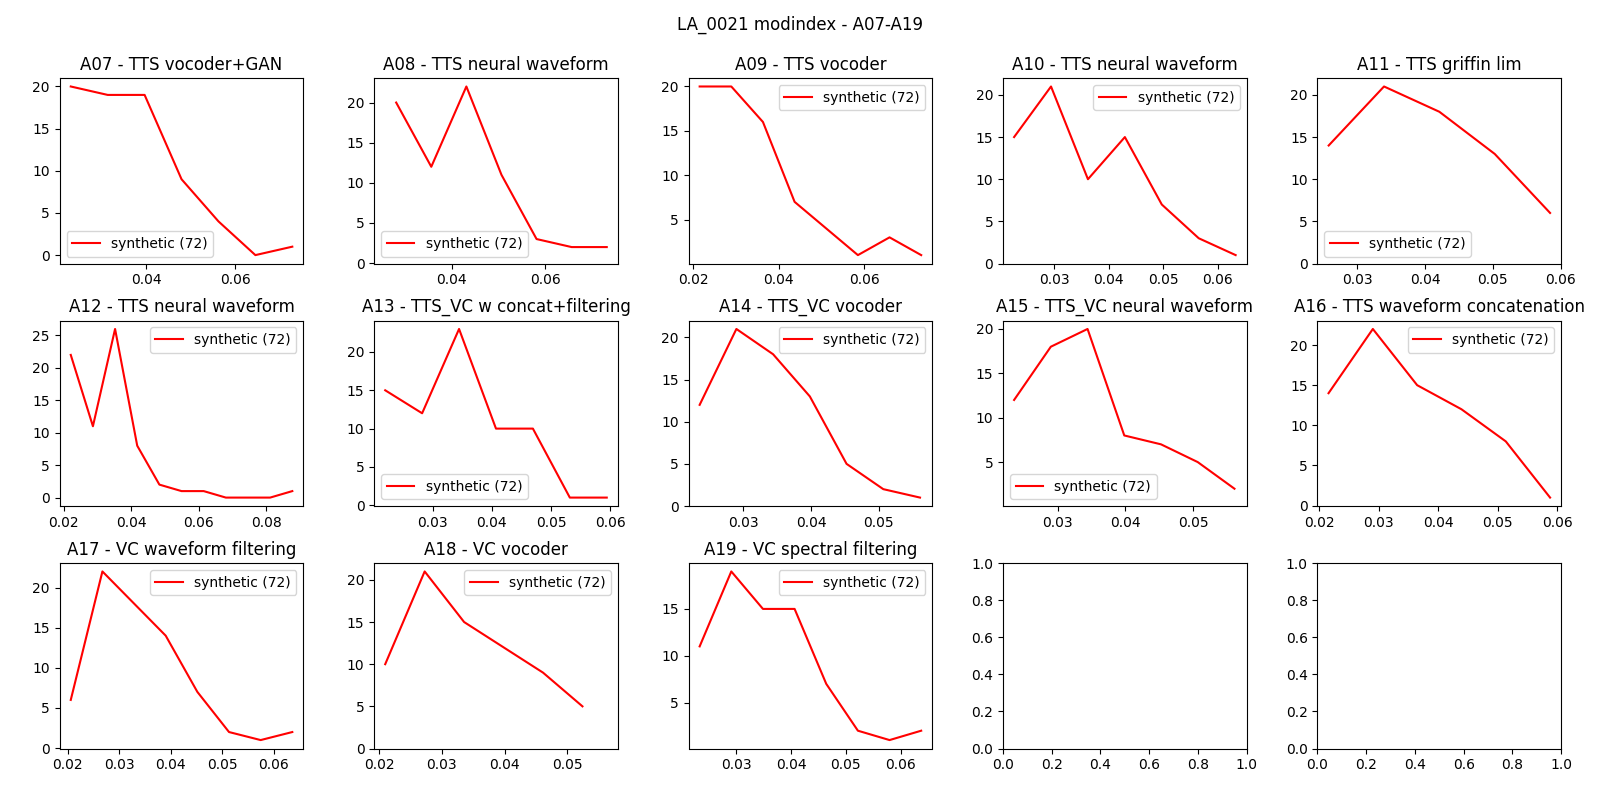 LA_0021 modindex - A07-A19
A07 - TTS vocoder+GAN
20
15
10
5
0
0.04 0.06
synthetic (72)
A08 - TTS neural waveform
20
15
10
5
0
0.04 0.06
synthetic (72)
A09 - TTS vocoder
20
15
10
5
0.02 0.03 0.04 0.05 0.06 0.07
synthetic (72)
A10 - TTS neural waveform
20
15
10
5
0
0.03 0.04 0.05 0.06
synthetic (72)
A11 - TTS griffin lim
20
15
10
5
0
0.03 0.04 0.05 0.06
synthetic (72)
A12 - TTS neural waveform
25
20
15
10
5
0
0.02 0.04 0.06 0.08
synthetic (72)
A13 - TTS_VC w concat+filtering
20
15
10
5
0
0.03 0.04 0.05 0.06
synthetic (72)
A14 - TTS_VC vocoder
20
15
10
5
0
0.03 0.04 0.05
synthetic (72)
A15 - TTS_VC neural waveform
20
15
10
5
0.03 0.04 0.05
synthetic (72)
A16 - TTS waveform concatenation
20
15
10
5
0
0.02 0.03 0.04 0.05 0.06
synthetic (72)
A17 - VC waveform filtering
20
15
10
5
0
0.02 0.03 0.04 0.05 0.06
synthetic (72)
A18 - VC vocoder
20
15
10
5
0
0.02 0.03 0.04 0.05
synthetic (72)
A19 - VC spectral filtering
15
10
5
0.03 0.04 0.05 0.06
synthetic (72)
1.0
0.8
0.6
0.4
0.2
0.0
0.0 0.2 0.4 0.6 0.8 1.0
1.0
0.8
0.6
0.4
0.2
0.0
0.0 0.2 0.4 0.6 0.8 1.0